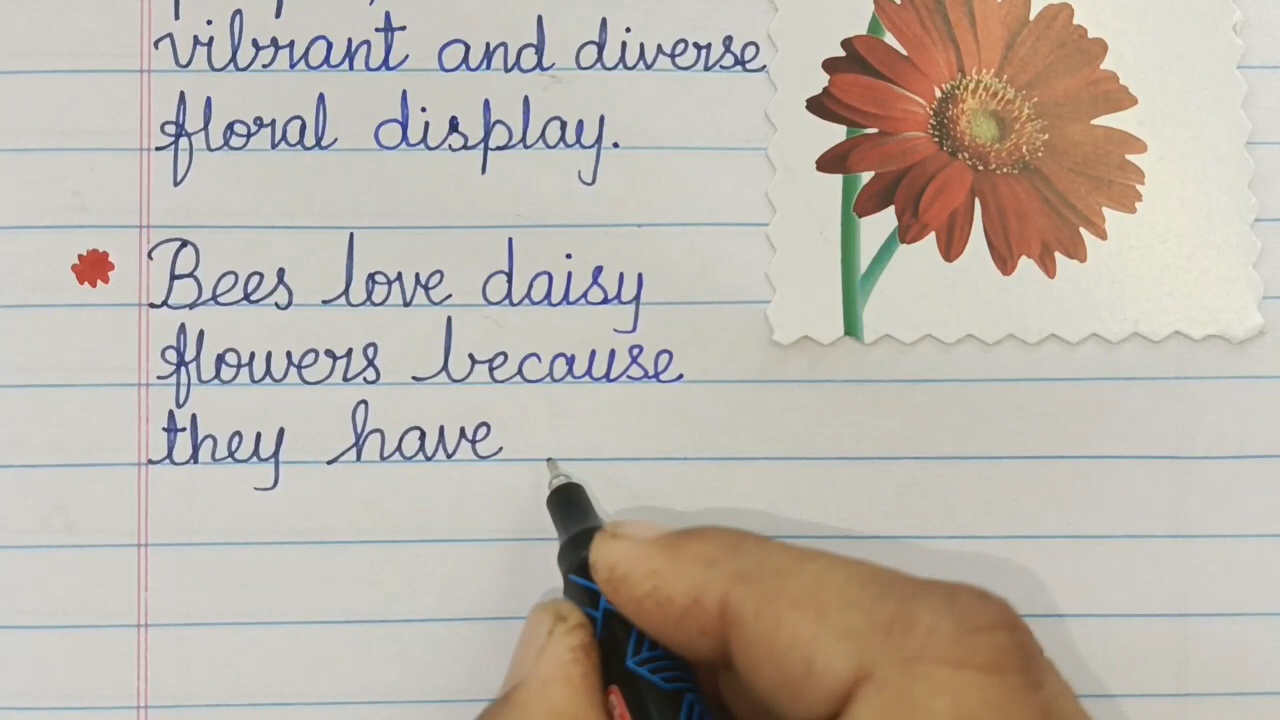 vibrant and diverse
floral display.
Bees love daisy
flowers because
they have